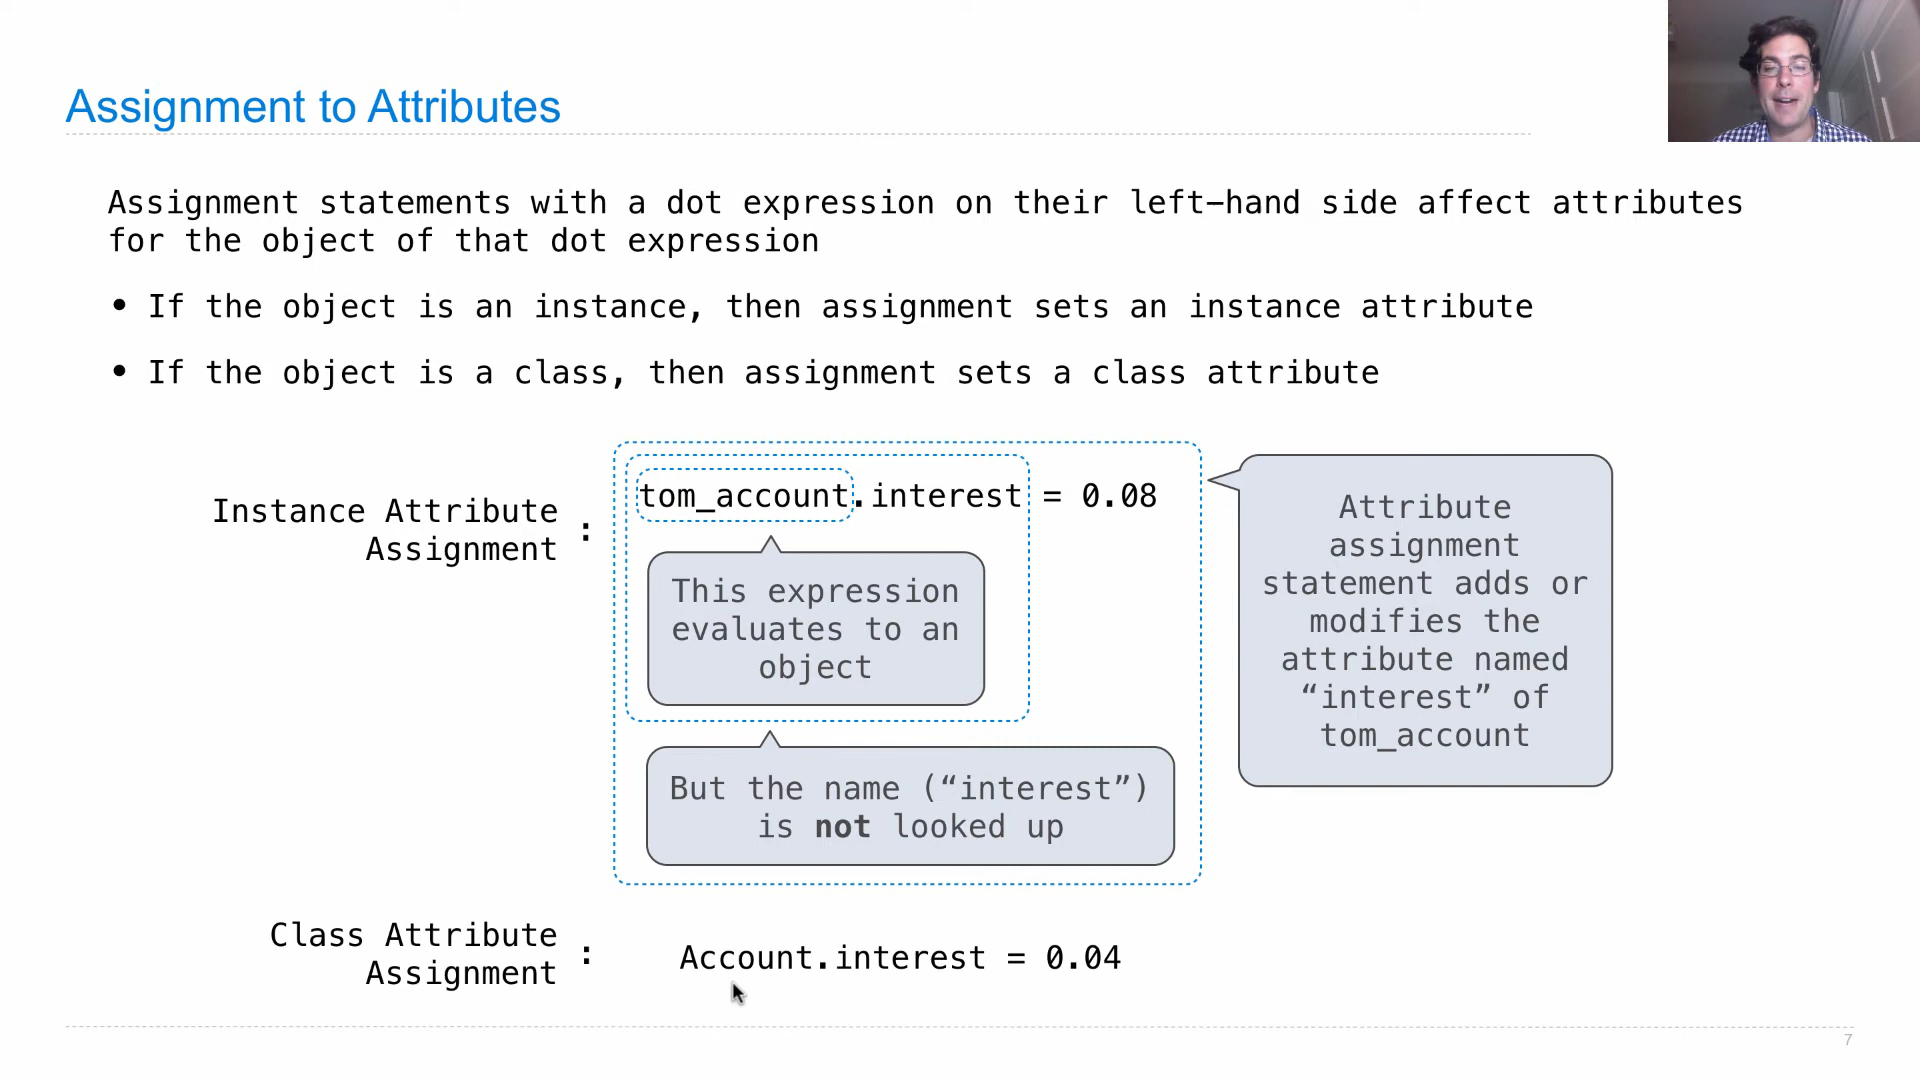 Assignment to Attributes
Assignment statements with a dot expression on their left-hand side affect attributes
for the object of that dot expression
• If the object is an instance, then assignment sets an instance attribute
• If the object is a class, then assignment sets a class attribute
Instance Attribute
Assignment :
tom_account.interest = 0.08
This expression
evaluates to an
object
But the name (“interest”)
is not looked up
Attribute
assignment
statement adds or
modifies the
attribute named
“interest” of
tom_account
Class Attribute
Assignment :
Account.interest = 0.04
7